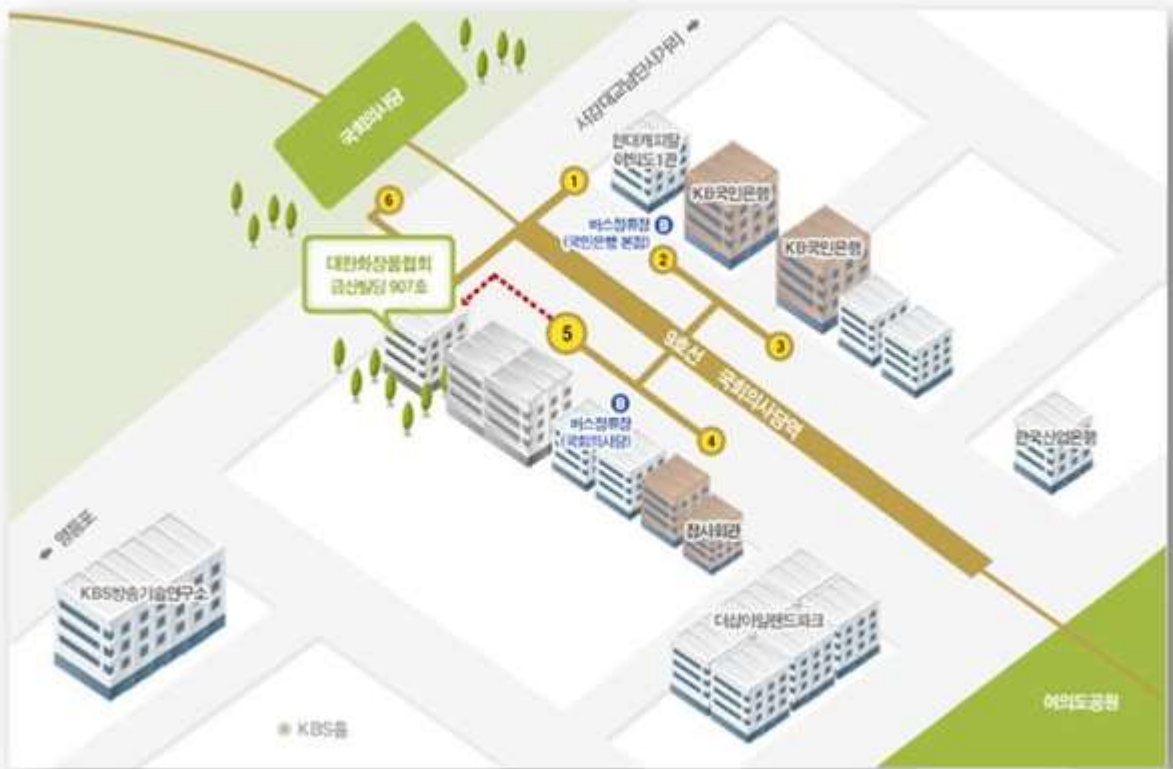 국회의사당
서강대교남단사거리
현대캐피탈
여의도1관
KB국민은행
KB국민은행
6
1
버스정류장 B
(국민은행 본점)
2
대한화장품협회
금산빌딩 907호
5
3
9호선 국회의사당역
B
버스정류장
(국회의사당)
4
한국산업은행
잠사회관
영등포
KBS방송기술연구소
더샵아일랜드파크
여의도공원
KBS홀